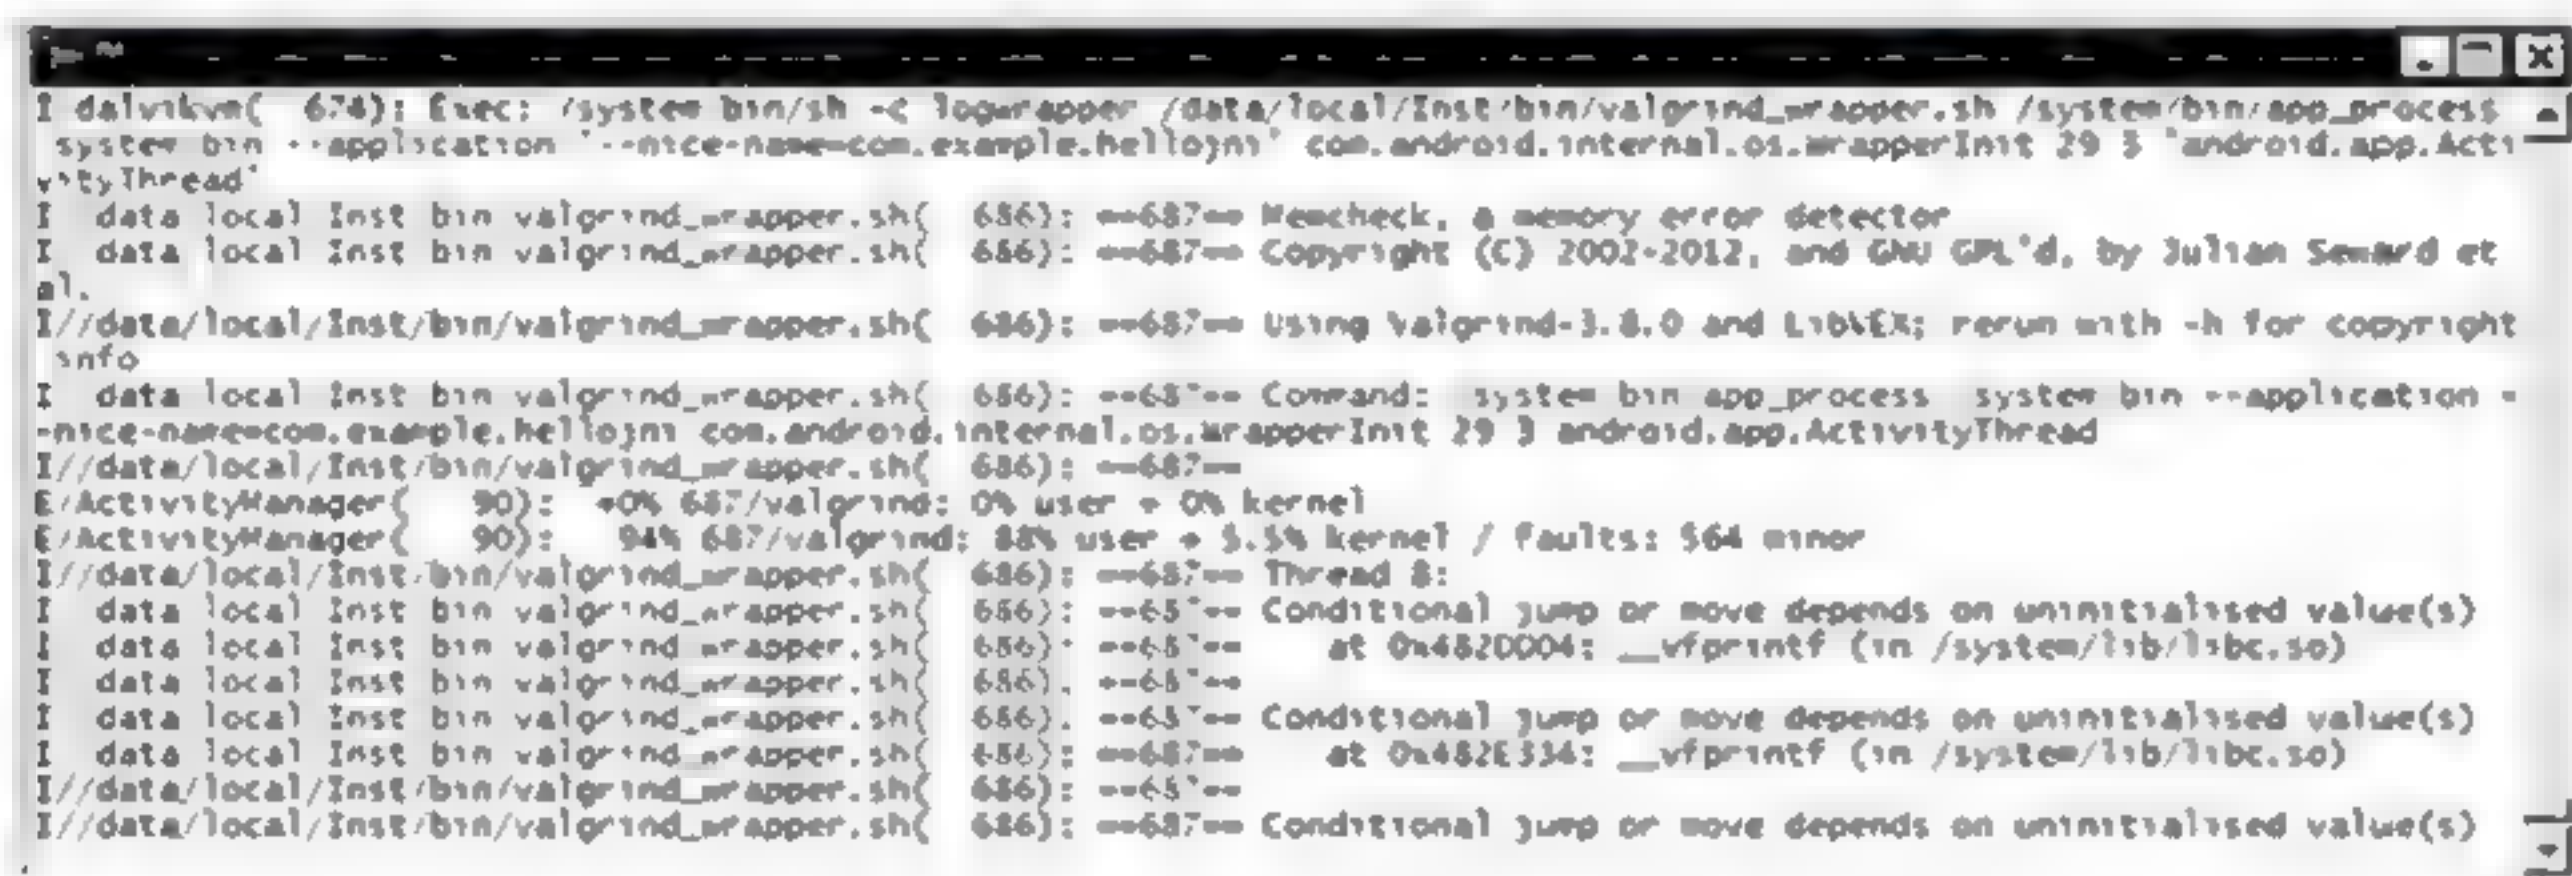 ~
I dalvikvm(  674): Exec: /system bin/sh -c logwrapper /data/local/Inst/bin/valgrind_wrapper.sh /system/bin/app_process
system bin --application '--nice-name=com.example.hellojni' com.android.internal.os.WrapperInit 29 3 'android.app.Acti
vityThread'
I  data local Inst bin valgrind_wrapper.sh(  686): ==687== Memcheck, a memory error detector
I  data local Inst bin valgrind_wrapper.sh(  686): ==687== Copyright (C) 2002-2012, and GNU GPL'd, by Julian Seward et
al.
I//data/local/Inst/bin/valgrind_wrapper.sh(  686): ==687== Using Valgrind-3.8.0 and LibVEX; rerun with -h for copyright
info
I  data local Inst bin valgrind_wrapper.sh(  686): ==687== Command:  system bin app_process  system bin --application -
-nice-name=com.example.hellojni com.android.internal.os.WrapperInit 29 3 android.app.ActivityThread
I//data/local/Inst/bin/valgrind_wrapper.sh(  686): ==687==
E/ActivityManager(   90):   +0% 687/valgrind: 0% user + 0% kernel
E/ActivityManager(   90):    94% 687/valgrind: 88% user + 5.5% kernel / faults: 564 minor
I//data/local/Inst/bin/valgrind_wrapper.sh(  686): ==687== Thread 8:
I  data local Inst bin valgrind_wrapper.sh(  686): ==687== Conditional jump or move depends on uninitialised value(s)
I  data local Inst bin valgrind_wrapper.sh(  686): ==687==    at 0x482DD04: __vfprintf (in /system/lib/libc.so)
I  data local Inst bin valgrind_wrapper.sh(  686): ==687==
I  data local Inst bin valgrind_wrapper.sh(  686): ==687== Conditional jump or move depends on uninitialised value(s)
I  data local Inst bin valgrind_wrapper.sh(  686): ==687==    at 0x482E334: __vfprintf (in /system/lib/libc.so)
I//data/local/Inst/bin/valgrind_wrapper.sh(  686): ==687==
I//data/local/Inst/bin/valgrind_wrapper.sh(  686): ==687== Conditional jump or move depends on uninitialised value(s)